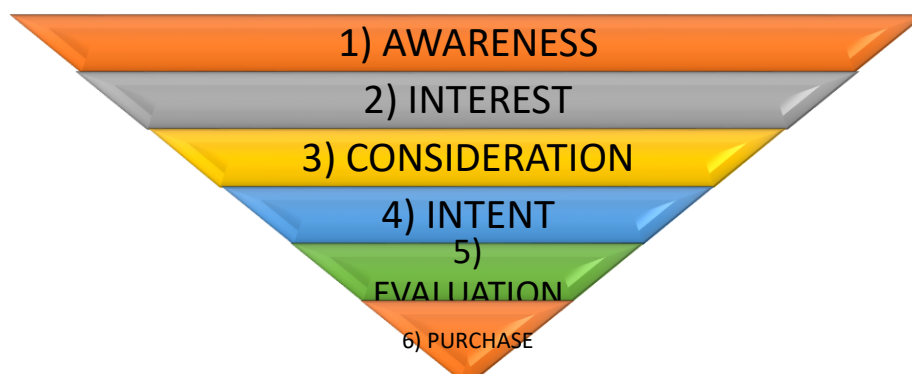 1) AWARENESS
2) INTEREST
3) CONSIDERATION
4) INTENT
5)
EVALUATION
6) PURCHASE